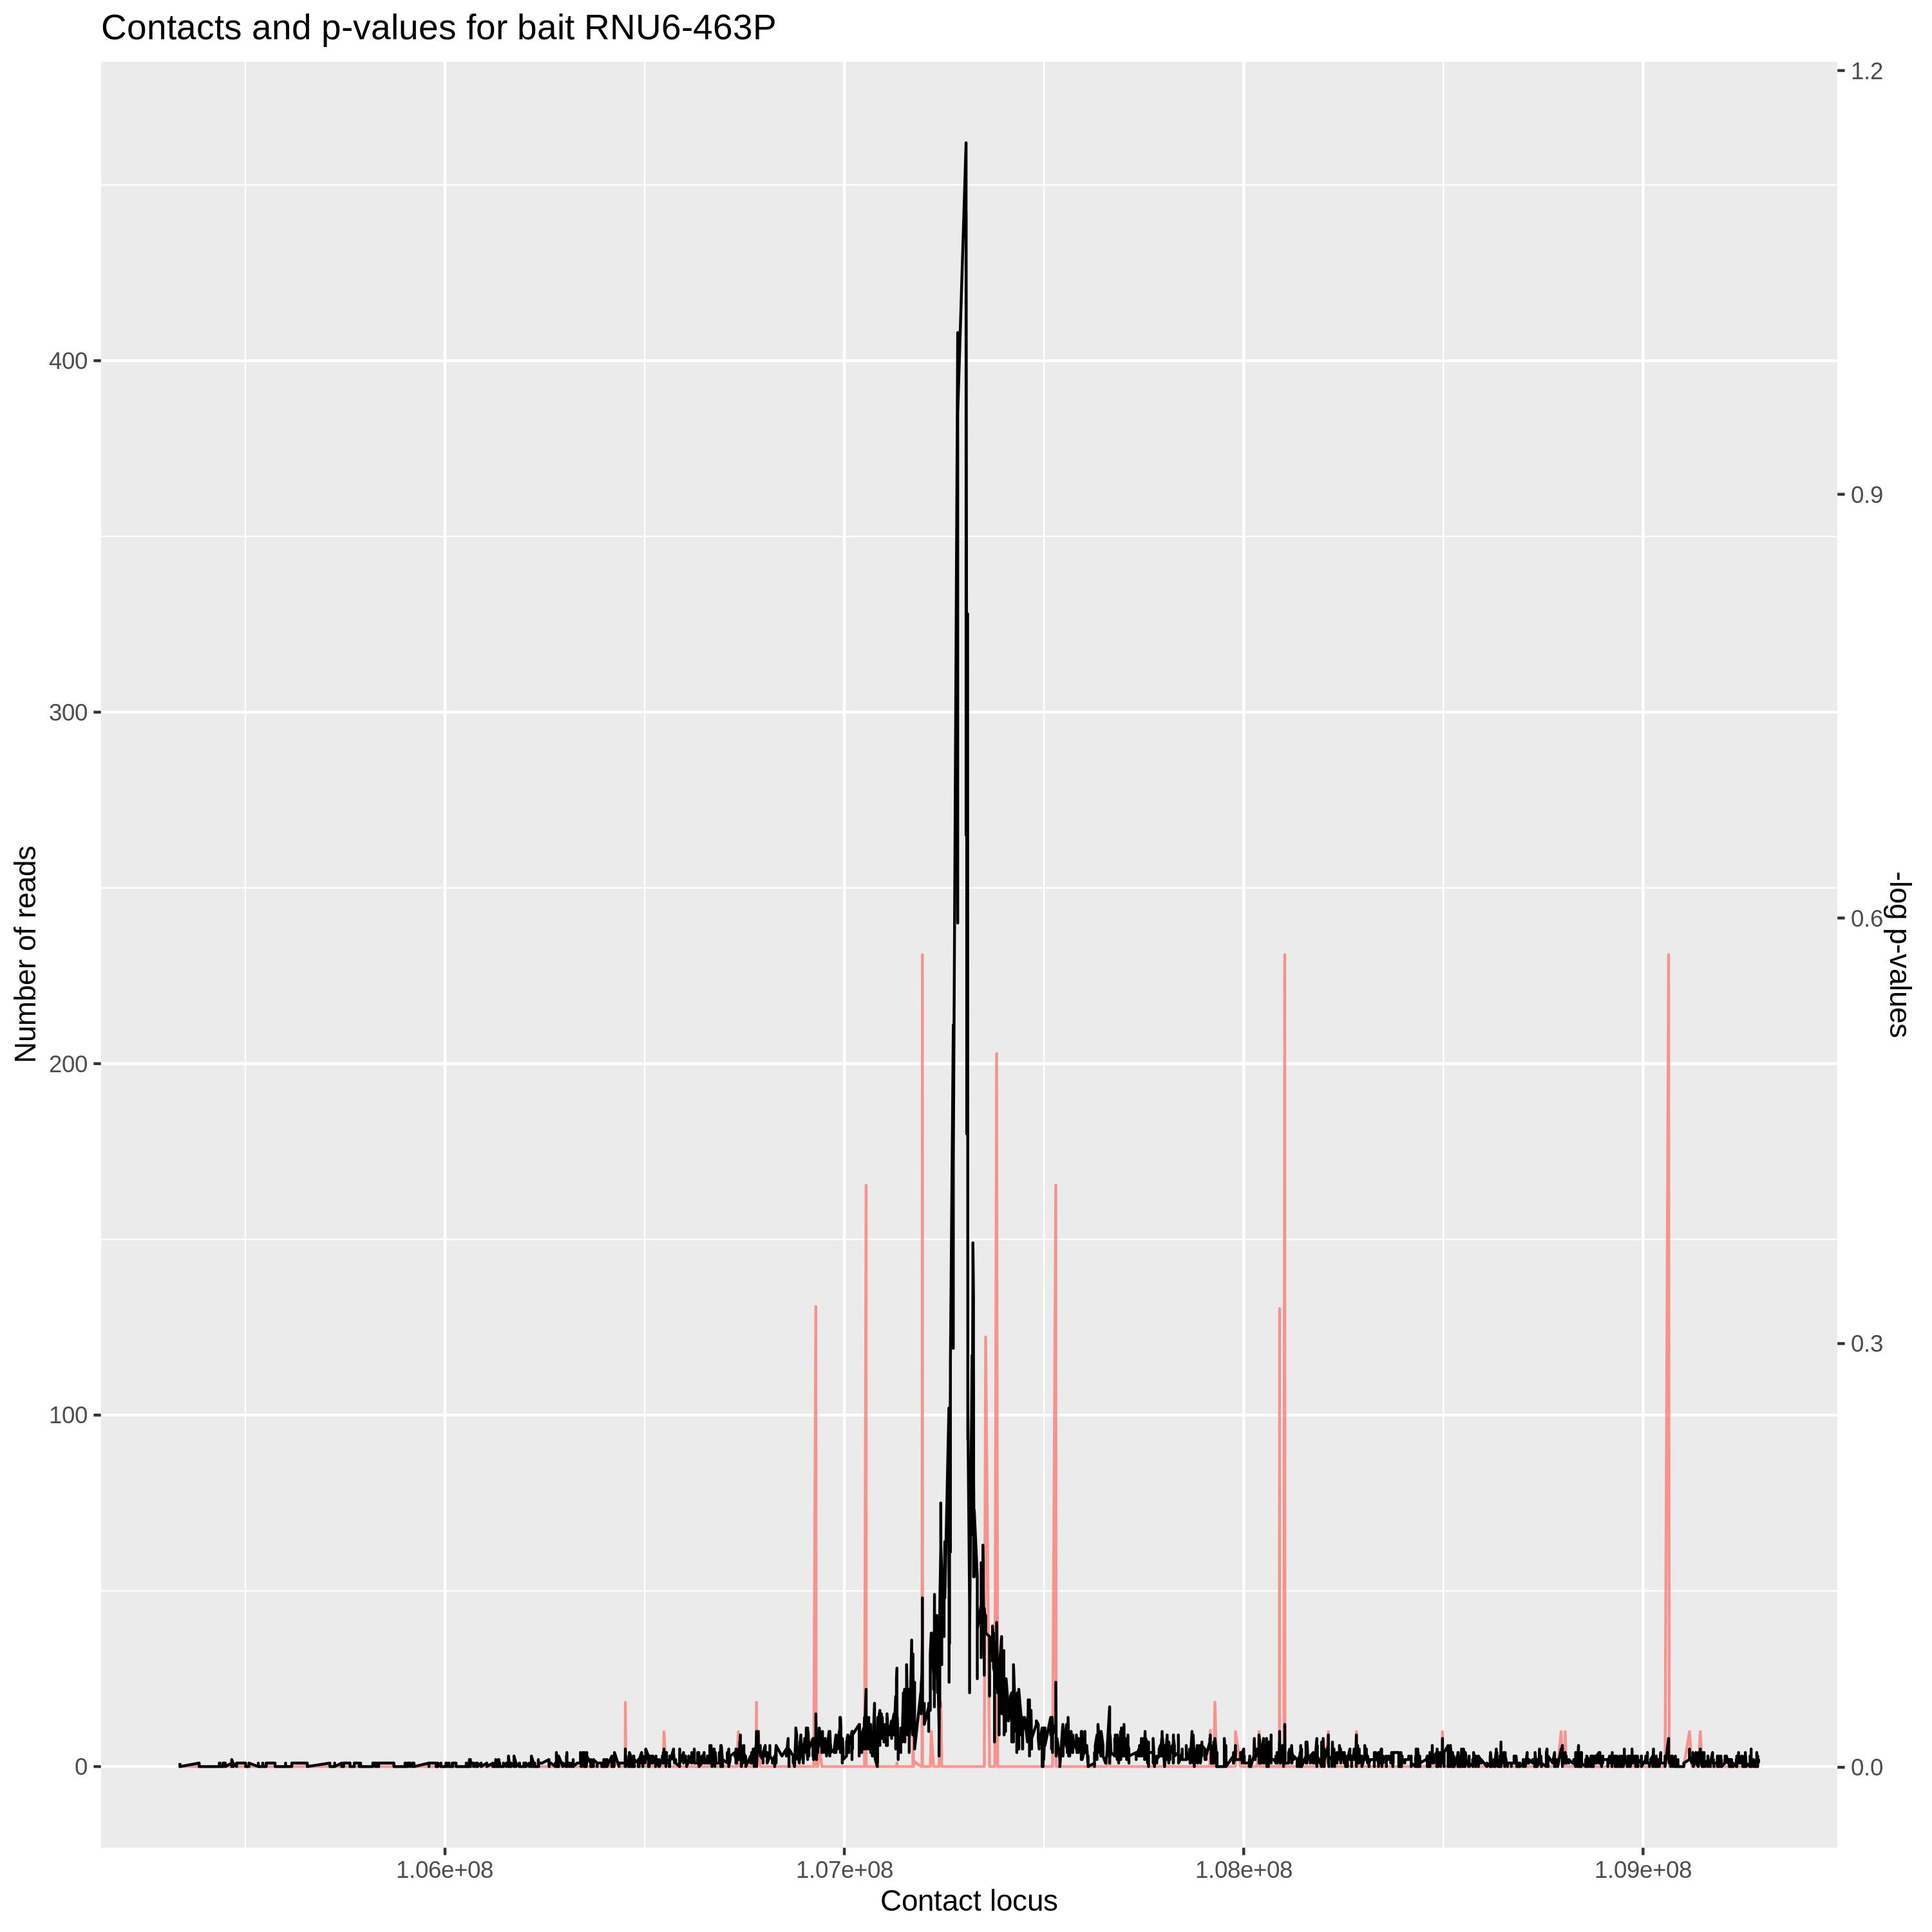 Contacts and p-values for bait RNU6-463P
1.2
400
0.9
300
Number of reads
-log p-values
0.6
200
0.3
100
0
0.0
1.06e+08
1.07e+08
1.08e+08
1.09e+08
Contact locus